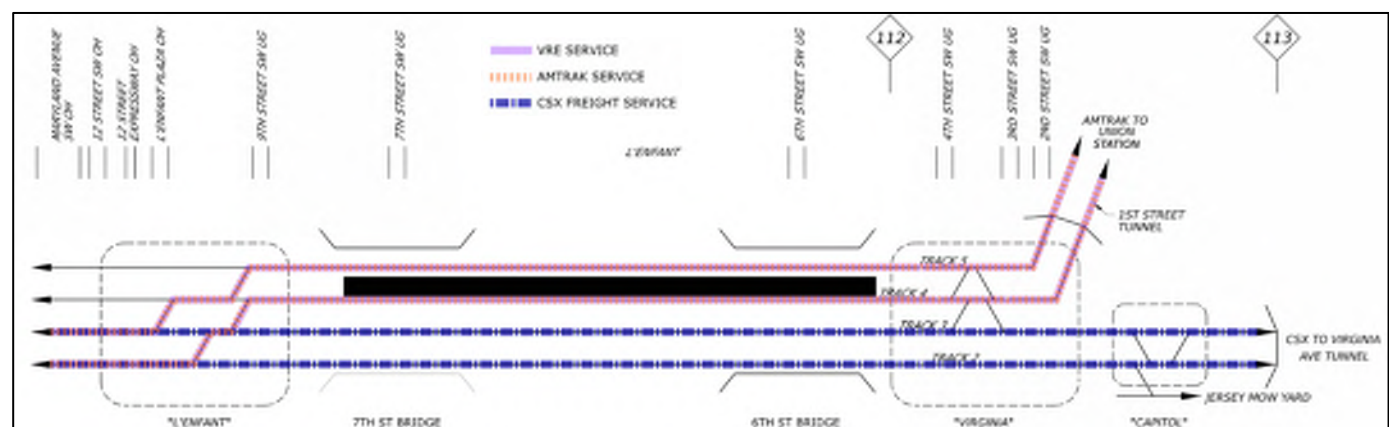 MARYLAND AVENUE
SW OH
12 STREET SW OH
12 STREET
EXPRESSWAY OH
L'ENFANT PLAZA OH
9TH STREET SW UG
7TH STREET SW UG
VRE SERVICE
AMTRAK SERVICE
CSX FREIGHT SERVICE
L'ENFANT
6TH STREET SW UG
112
4TH STREET SW UG
3RD STREET SW UG
2ND STREET SW UG
113
AMTRAK TO
UNION
STATION
1ST STREET
TUNNEL
TRACK 5
TRACK 4
TRACK 3
TRACK 2
CSX TO VIRGINIA
AVE TUNNEL
JERSEY MOW YARD
"L'ENFANT"
7TH ST BRIDGE
6TH ST BRIDGE
"VIRGINIA"
"CAPITOL"